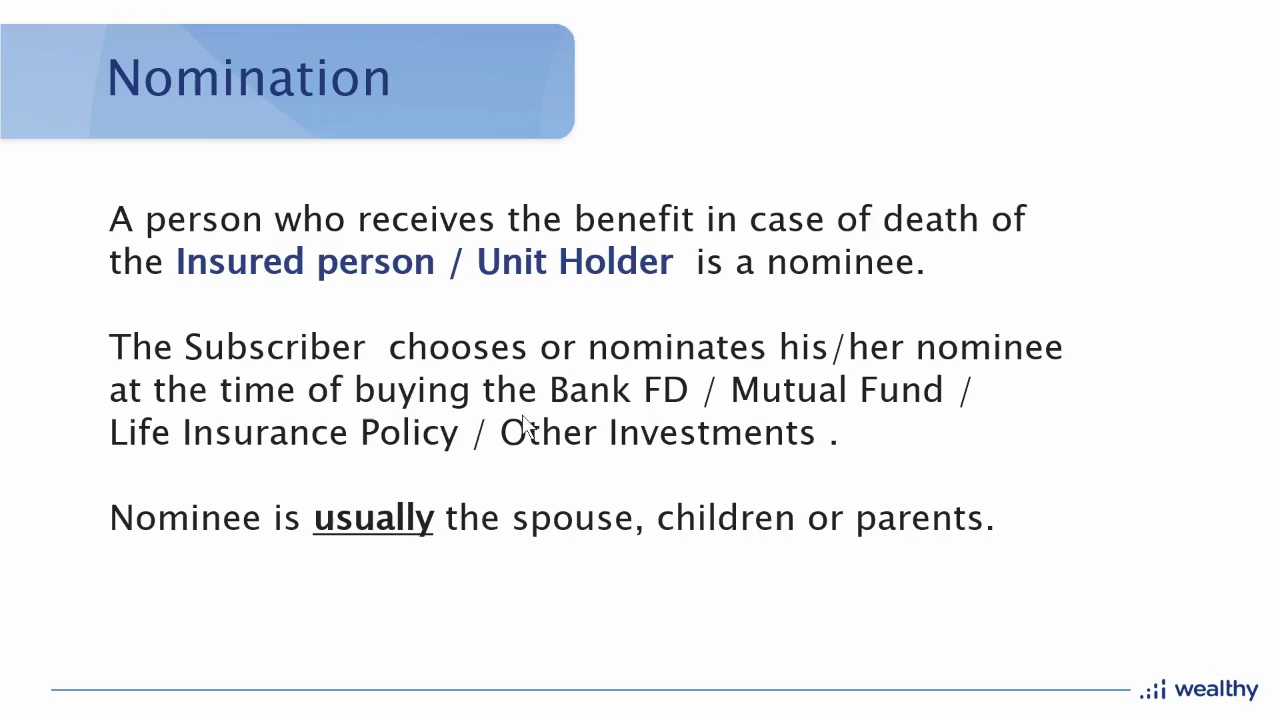 Nomination
A person who receives the benefit in case of death of
the Insured person / Unit Holder is a nominee.
The Subscriber chooses or nominates his/her nominee
at the time of buying the Bank FD / Mutual Fund /
Life Insurance Policy / Other Investments .
Nominee is usually the spouse, children or parents.
wealthy